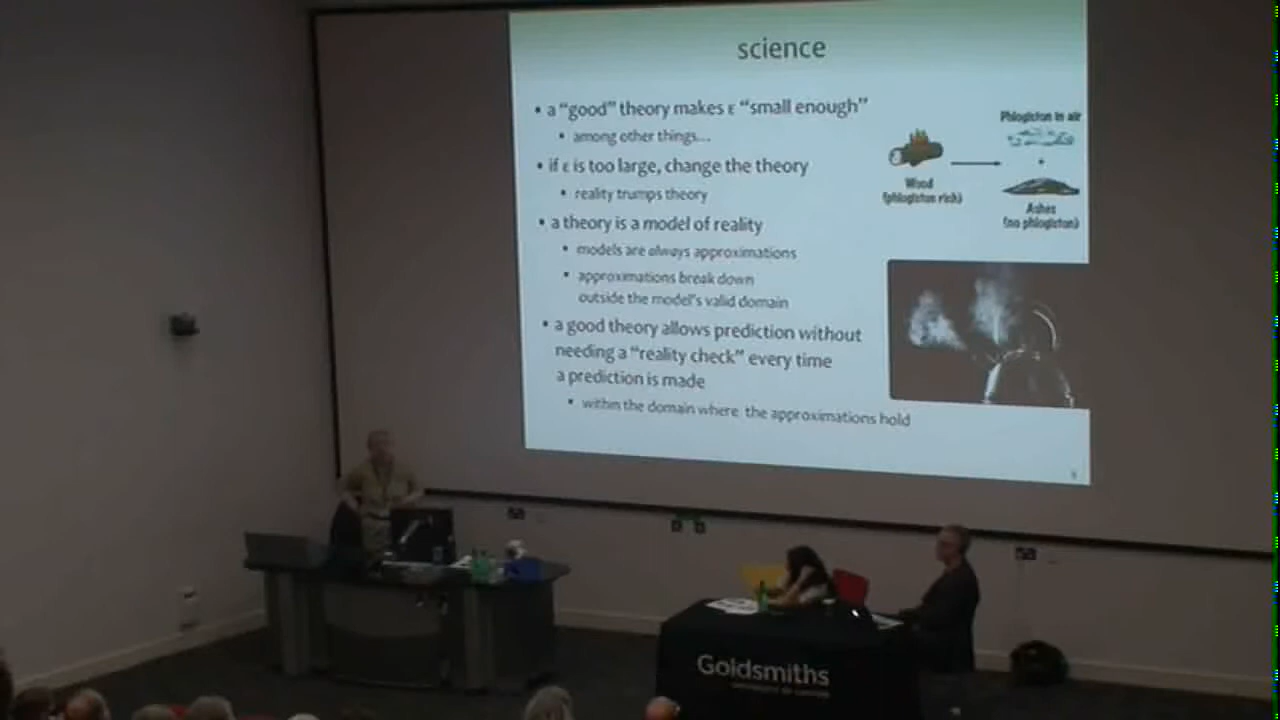 science
• a “good” theory makes ε “small enough”
• among other things...
• if ε is too large, change the theory
• reality trumps theory
• a theory is a model of reality
• models are always approximations
• approximations break down
outside the model's valid domain
• a good theory allows prediction without
needing a “reality check” every time
a prediction is made
• within the domain where the approximations hold
Phlogiston in air
+
Wood
(phlogiston rich)
Ashes
(no phlogiston)
Goldsmiths
UNIVERSITY OF LONDON